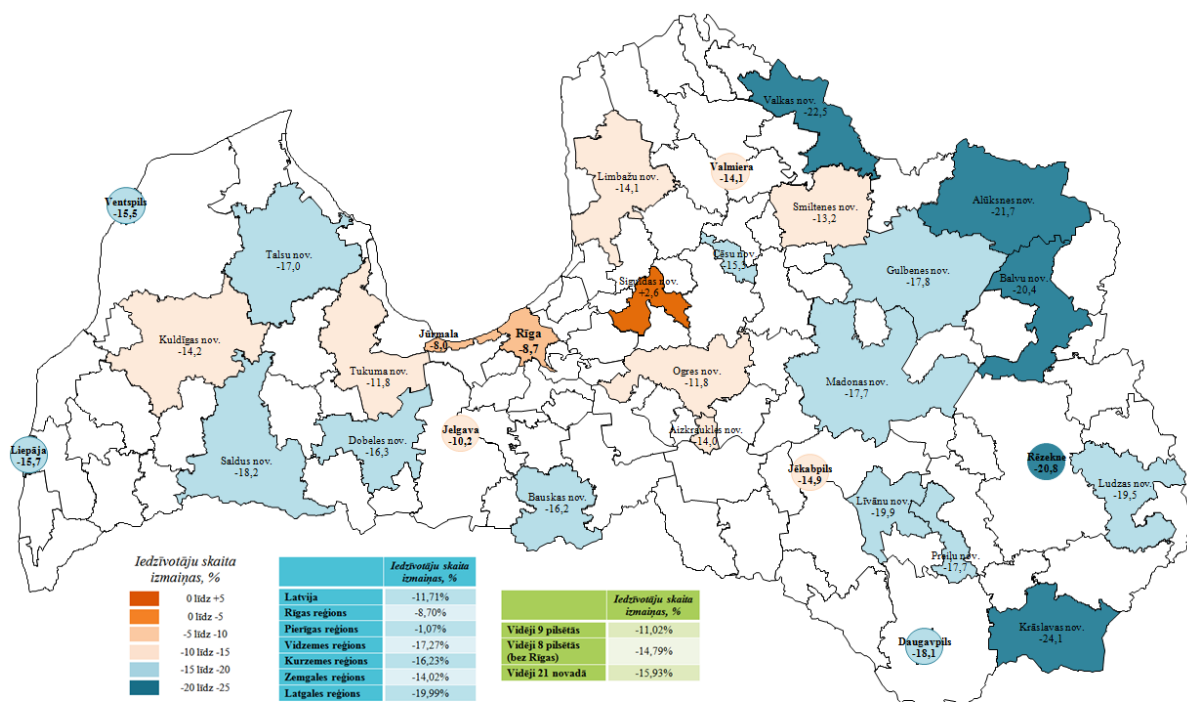 Valkas nov.
-22,5
Limbažu nov.
-14,1
Valmiera
-14,1
Smiltenes nov.
-13,2
Alūksnes nov.
-21,7
Ventspils
-15,5
Talsu nov.
-17,0
Cēsu nov.
-15,5
Gulbenes nov.
-17,8
Balvu nov.
-20,4
Siguldas nov.
+2,6
Kuldīgas nov.
-14,2
Jūrmala
Rīga
-8,7
Tukuma nov.
-11,8
Ogres nov.
-11,8
Madonas nov.
-17,7
Jelgava
-10,2
Aizkraukles nov.
-14,0
Dobeles nov.
-16,3
Liepāja
-15,7
Saldus nov.
-18,2
Jēkabpils
-14,9
Rēzekne
-20,8
Ludzas nov.
-19,5
Bauskas nov.
-16,2
Līvānu nov.
-19,9
Preiļu nov.
-17,7
Krāslavas nov.
-24,1
Daugavpils
-18,1
Iedzīvotāju skaita
izmaiņas, %
0 līdz +5
0 līdz -5
-5 līdz -10
-10 līdz -15
-15 līdz -20
-20 līdz -25
Iedzīvotāju skaita
izmaiņas, %
Latvija -11,71%
Rīgas reģions -8,70%
Pierīgas reģions -1,07%
Vidzemes reģions -17,27%
Kurzemes reģions -16,23%
Zemgales reģions -14,02%
Latgales reģions -19,99%
Iedzīvotāju skaita
izmaiņas, %
Vidēji 9 pilsētās -11,02%
Vidēji 8 pilsētās
(bez Rīgas) -14,79%
Vidēji 21 novadā -15,93%